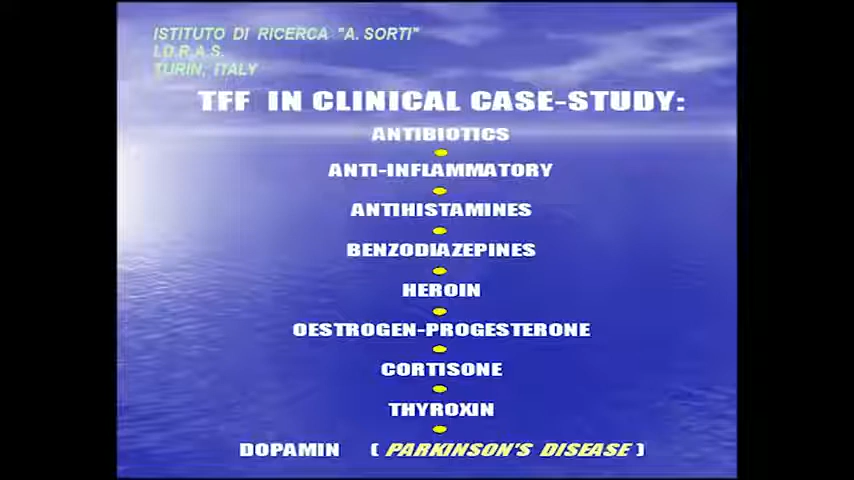 ISTITUTO DI RICERCA "A. SORTI"
I.D.R.A.S.
TURIN, ITALY
TFF IN CLINICAL CASE-STUDY:
ANTIBIOTICS
ANTI-INFLAMMATORY
ANTIHISTAMINES
BENZODIAZEPINES
HEROIN
OESTROGEN-PROGESTERONE
CORTISONE
THYROXIN
DOPAMIN ( PARKINSON'S DISEASE )